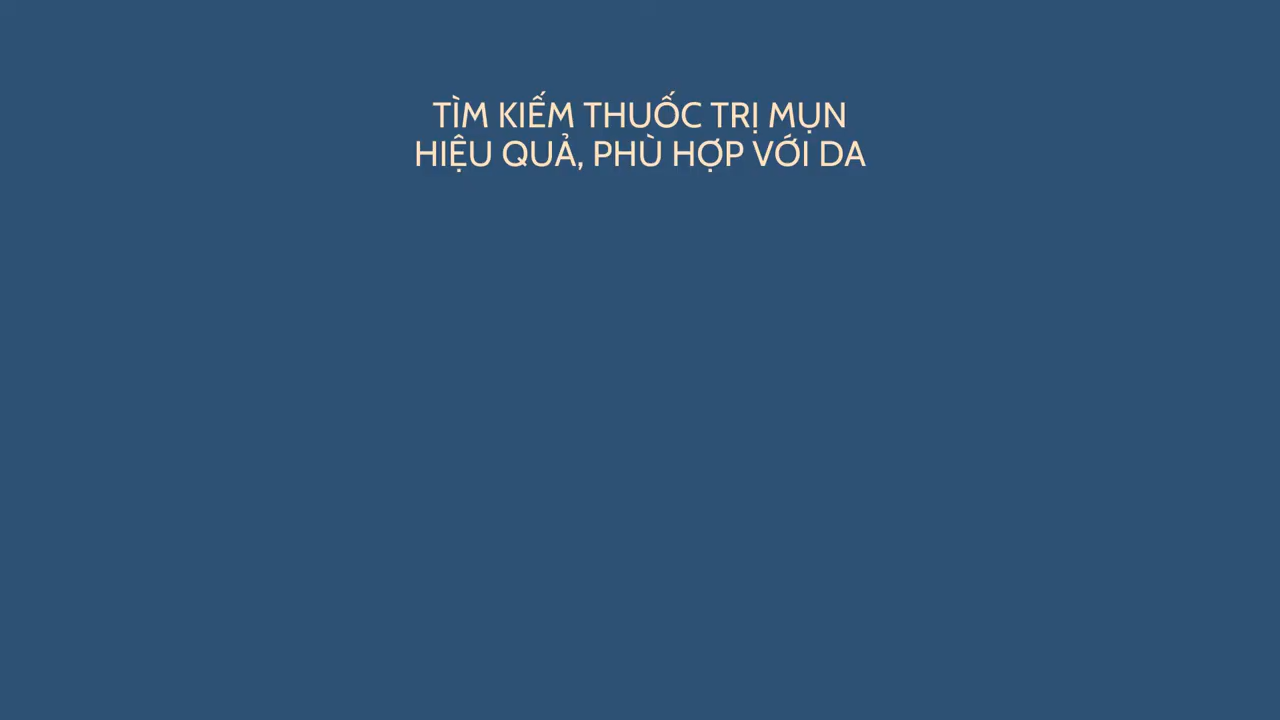 TÌM KIẾM THUỐC TRỊ MỤN
HIỆU QUẢ, PHÙ HỢP VỚI DA